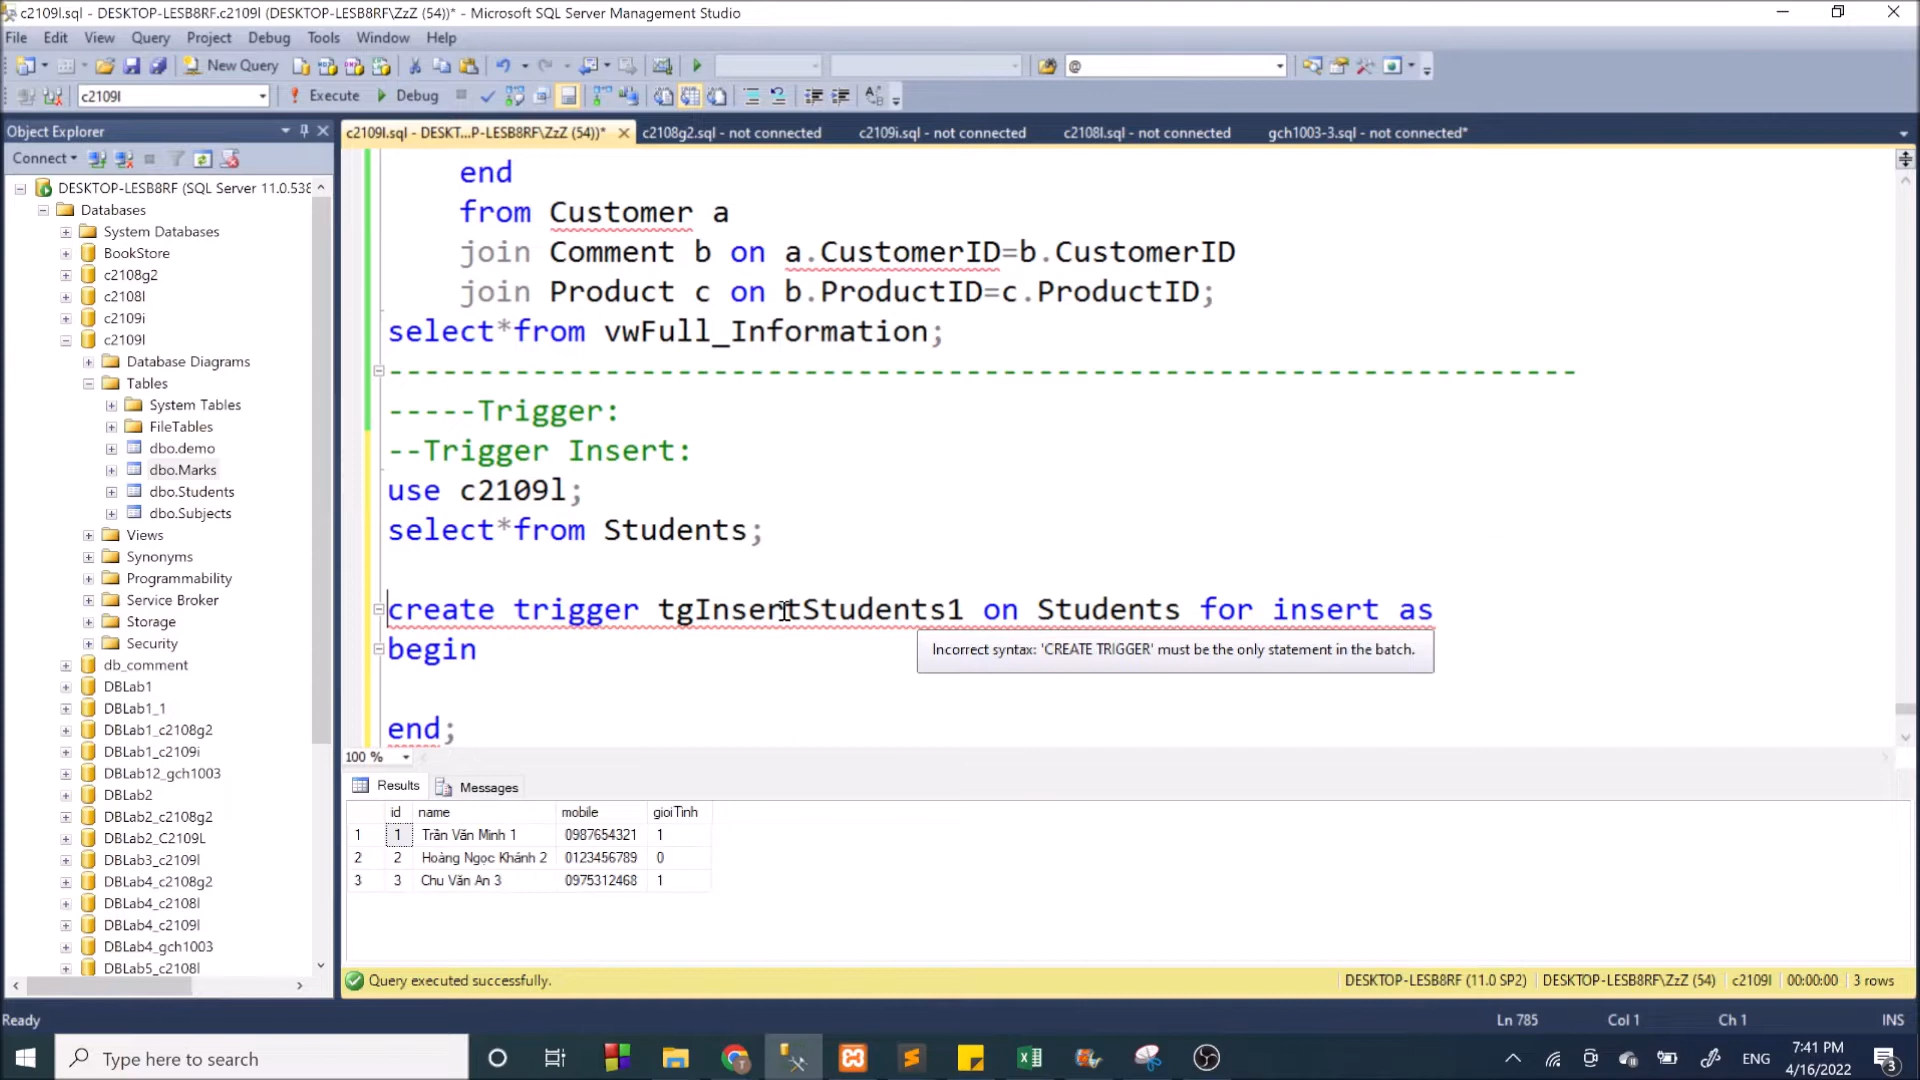 c2109l.sql - DESKTOP-LESB8RF.c2109l (DESKTOP-LESB8RF\ZzZ (54))* - Microsoft SQL Server Management Studio
File Edit View Query Project Debug Tools Window Help
New Query @
c2109l Execute Debug
Object Explorer
Connect
DESKTOP-LESB8RF (SQL Server 11.0.538
Databases
System Databases
BookStore
c2108g2
c2108l
c2109i
c2109l
Database Diagrams
Tables
System Tables
FileTables
dbo.demo
dbo.Marks
dbo.Students
dbo.Subjects
Views
Synonyms
Programmability
Service Broker
Storage
Security
db_comment
DBLab1
DBLab1_1
DBLab1_c2108g2
DBLab1_c2109i
DBLab12_gch1003
DBLab2
DBLab2_c2108g2
DBLab2_C2109L
DBLab3_c2109l
DBLab4_c2108g2
DBLab4_c2108l
DBLab4_c2109l
DBLab4_gch1003
DBLab5_c2108l
c2109l.sql - DESKT...P-LESB8RF\ZzZ (54))* c2108g2.sql - not connected c2109i.sql - not connected c2108l.sql - not connected gch1003-3.sql - not connected*
end
from Customer a
join Comment b on a.CustomerID=b.CustomerID
join Product c on b.ProductID=c.ProductID;
select*from vwFull_Information;
------------------------------------------------------------------
-----Trigger:
--Trigger Insert:
use c2109l;
select*from Students;
create trigger tgInsertStudents1 on Students for insert as
begin
Incorrect syntax: 'CREATE TRIGGER' must be the only statement in the batch.
end;
100 %
Results Messages
id name mobile gioiTinh
1 1 Trần Văn Minh 1 0987654321 1
2 2 Hoàng Ngọc Khánh 2 0123456789 0
3 3 Chu Văn An 3 0975312468 1
Query executed successfully. DESKTOP-LESB8RF (11.0 SP2) DESKTOP-LESB8RF\ZzZ (54) c2109l 00:00:00 3 rows
Ready Ln 785 Col 1 Ch 1 INS
Type here to search
ENG
7:41 PM
4/16/2022
3